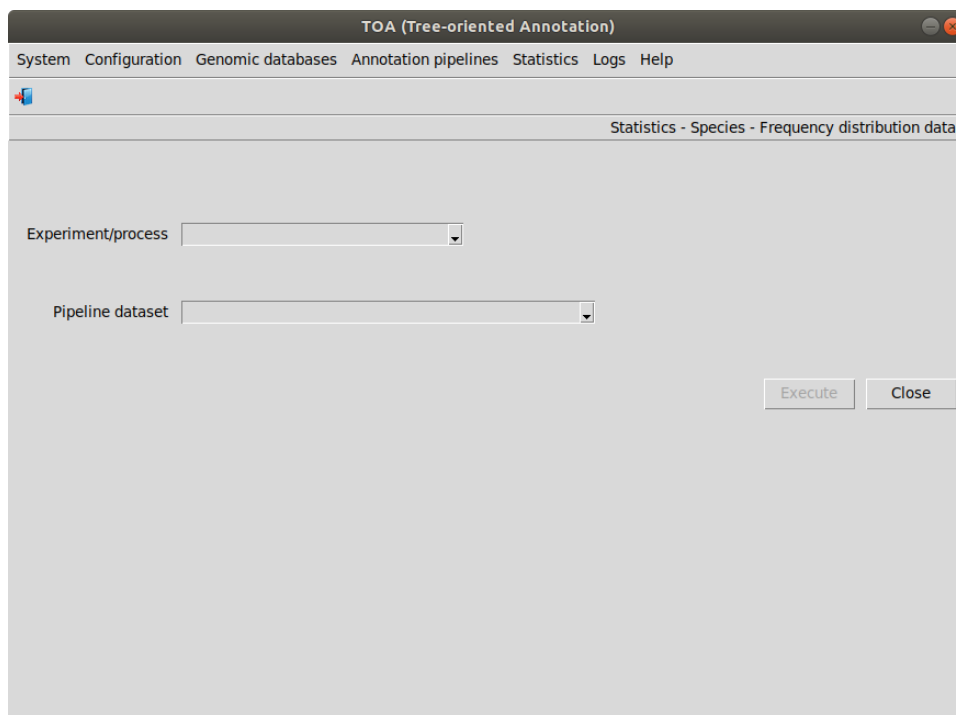 TOA (Tree-oriented Annotation)
System Configuration Genomic databases Annotation pipelines Statistics Logs Help
Statistics - Species - Frequency distribution data
Experiment/process
Pipeline dataset
Execute Close